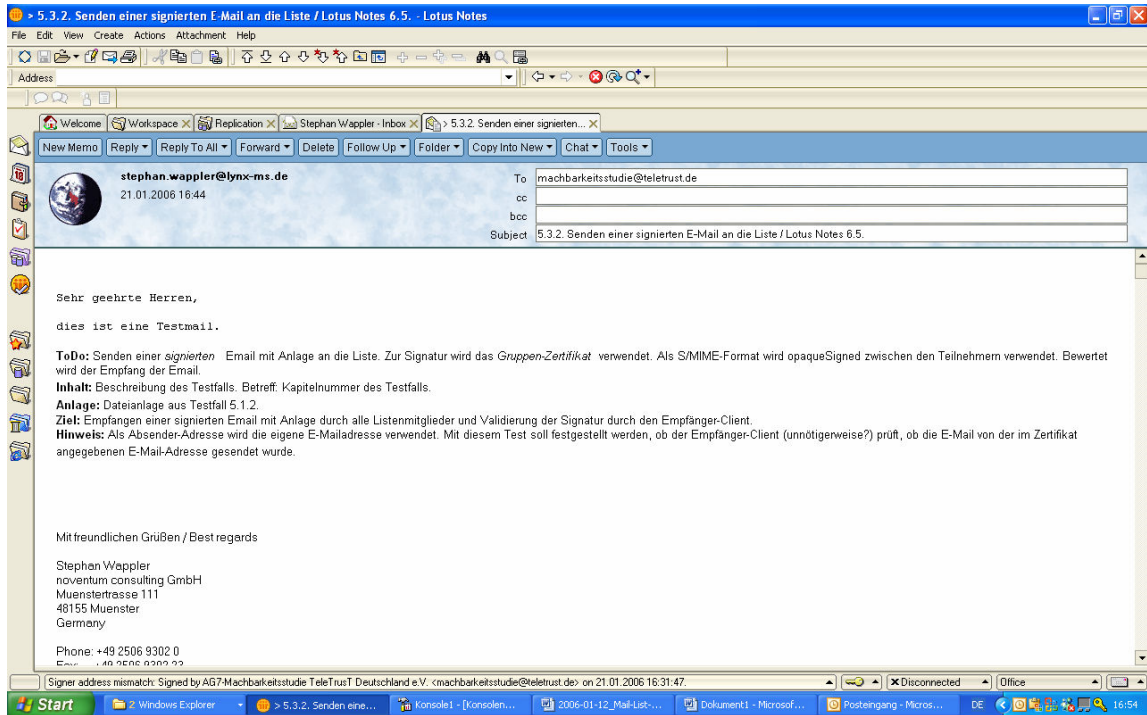 > 5.3.2. Senden einer signierten E-Mail an die Liste / Lotus Notes 6.5. - Lotus Notes
File Edit View Create Actions Attachment Help
Address
Welcome Workspace Replication Stephan Wappler - Inbox > 5.3.2. Senden einer signierten...
New Memo Reply Reply To All Forward Delete Follow Up Folder Copy Into New Chat Tools
stephan.wappler@lynx-ms.de
21.01.2006 16:44
To machbarkeitsstudie@teletrust.de
cc
bcc
Subject 5.3.2. Senden einer signierten E-Mail an die Liste / Lotus Notes 6.5.
Sehr geehrte Herren,
dies ist eine Testmail.
ToDo: Senden einer signierten Email mit Anlage an die Liste. Zur Signatur wird das Gruppen-Zertifikat verwendet. Als S/MIME-Format wird opaqueSigned zwischen den Teilnehmern verwendet. Bewertet
wird der Empfang der Email.
Inhalt: Beschreibung des Testfalls. Betreff: Kapitelnummer des Testfalls.
Anlage: Dateianlage aus Testfall 5.1.2.
Ziel: Empfangen einer signierten Email mit Anlage durch alle Listenmitglieder und Validierung der Signatur durch den Empfänger-Client.
Hinweis: Als Absender-Adresse wird die eigene E-Mailadresse verwendet. Mit diesem Test soll festgestellt werden, ob der Empfänger-Client (unnötigerweise?) prüft, ob die E-Mail von der im Zertifikat
angegebenen E-Mail-Adresse gesendet wurde.
Mit freundlichen Grüßen / Best regards
Stephan Wappler
noventum consulting GmbH
Muenstertrasse 111
48155 Muenster
Germany
Phone: +49 2506 9302 0
Signer address mismatch: Signed by AG7-Machbarkeitsstudie TeleTrusT Deutschland e.V. <machbarkeitsstudie@teletrust.de> on 21.01.2006 16:31:47.
Disconnected Office
Start 2 Windows Explorer > 5.3.2. Senden eine... Konsole1 - [Konsolen... 2006-01-12_Mail-List-... Dokument1 - Microsof... Posteingang - Micros... DE 16:54